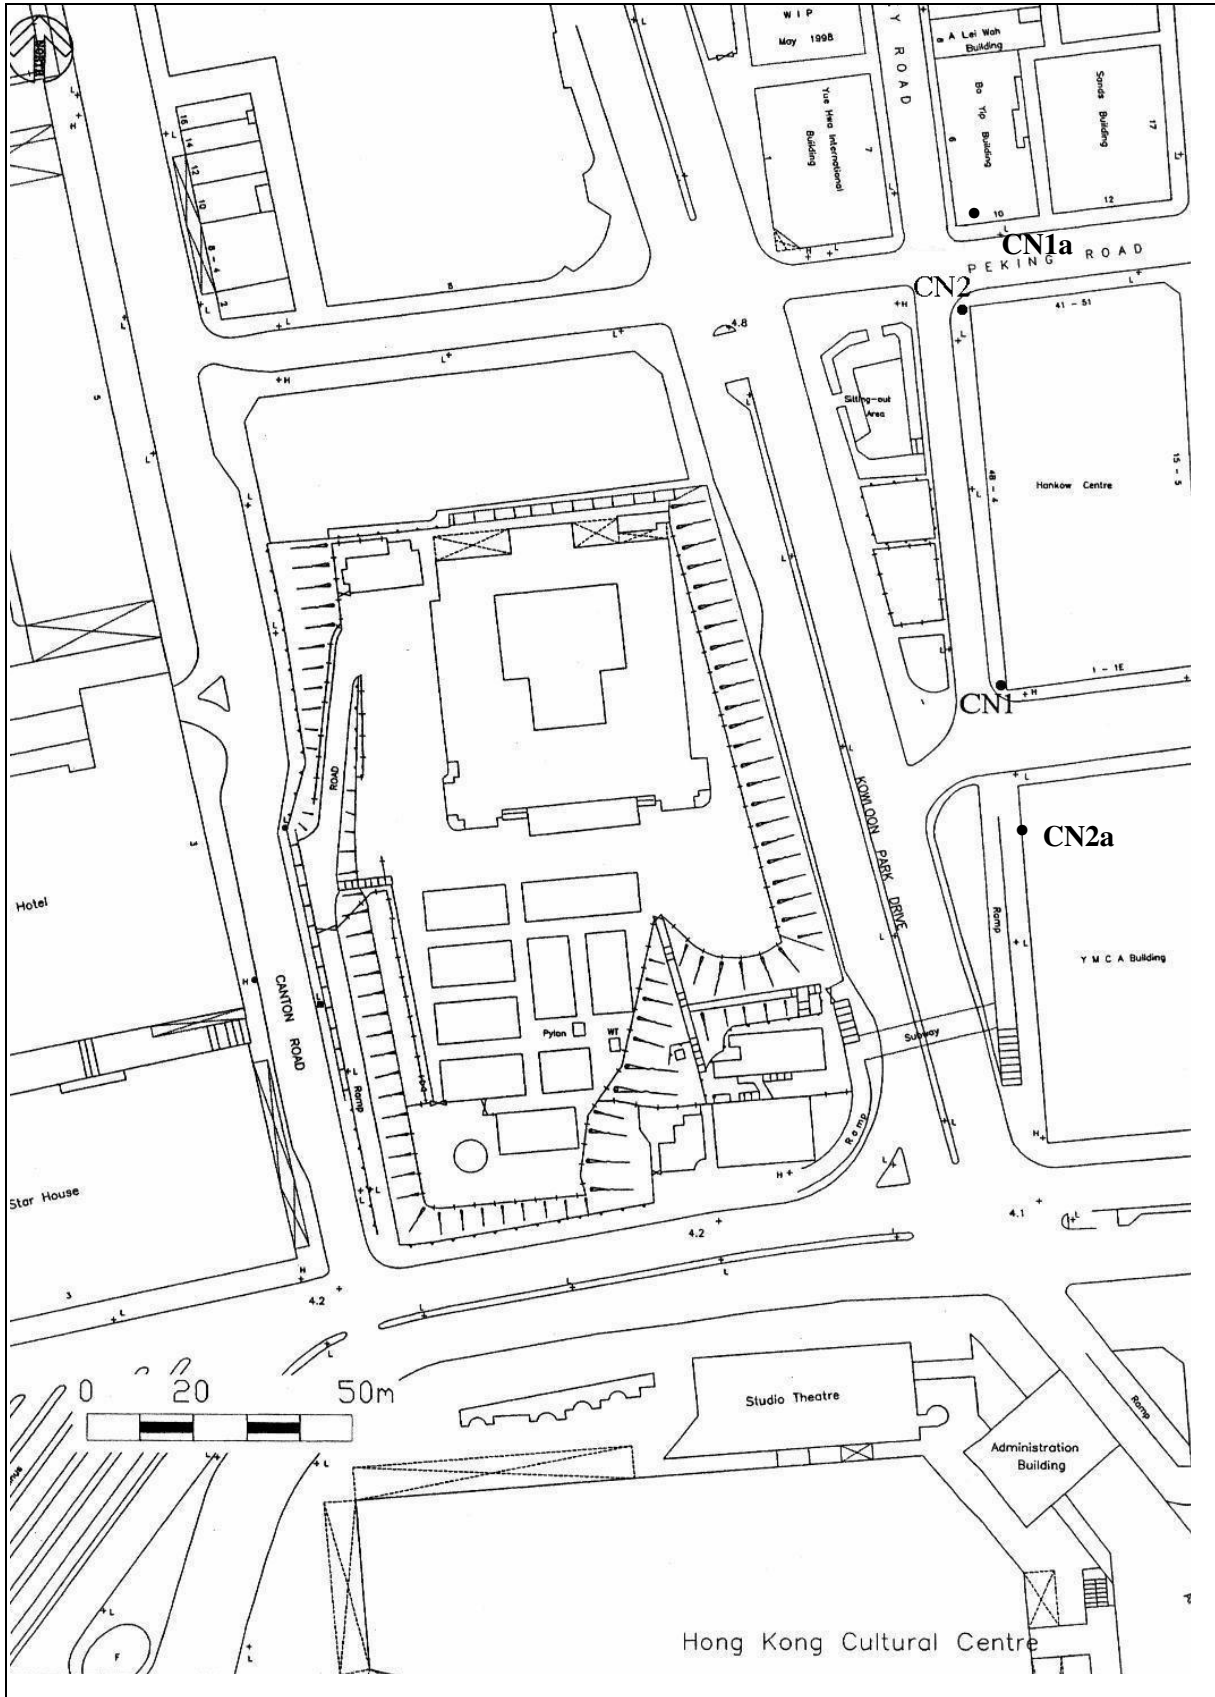 NORTH
W I P
May 1998
Y ROAD
A Lei Wah
Building
Bo Yip Building
6
10
Sands Building
17
12
Yue Hwa International
Building
1
7
16
14
12
10
8 - 4
2
8
5
CN1a
PEKING ROAD
CN2
41 - 51
4.8
Sitting-out
Area
48 - 4
15 - 5
Hankow Centre
1 - 1E
CN1
ROAD
KOWLOON PARK DRIVE
CN2a
3
Hotel
Ramp
Y M C A Building
CANTON ROAD
Pylon
WT
Subway
Ramp
Ramp
Star House
4.2
4.1
3
4.2
0 20 50m
Studio Theatre
Ramp
Administration
Building
F
Hong Kong Cultural Centre